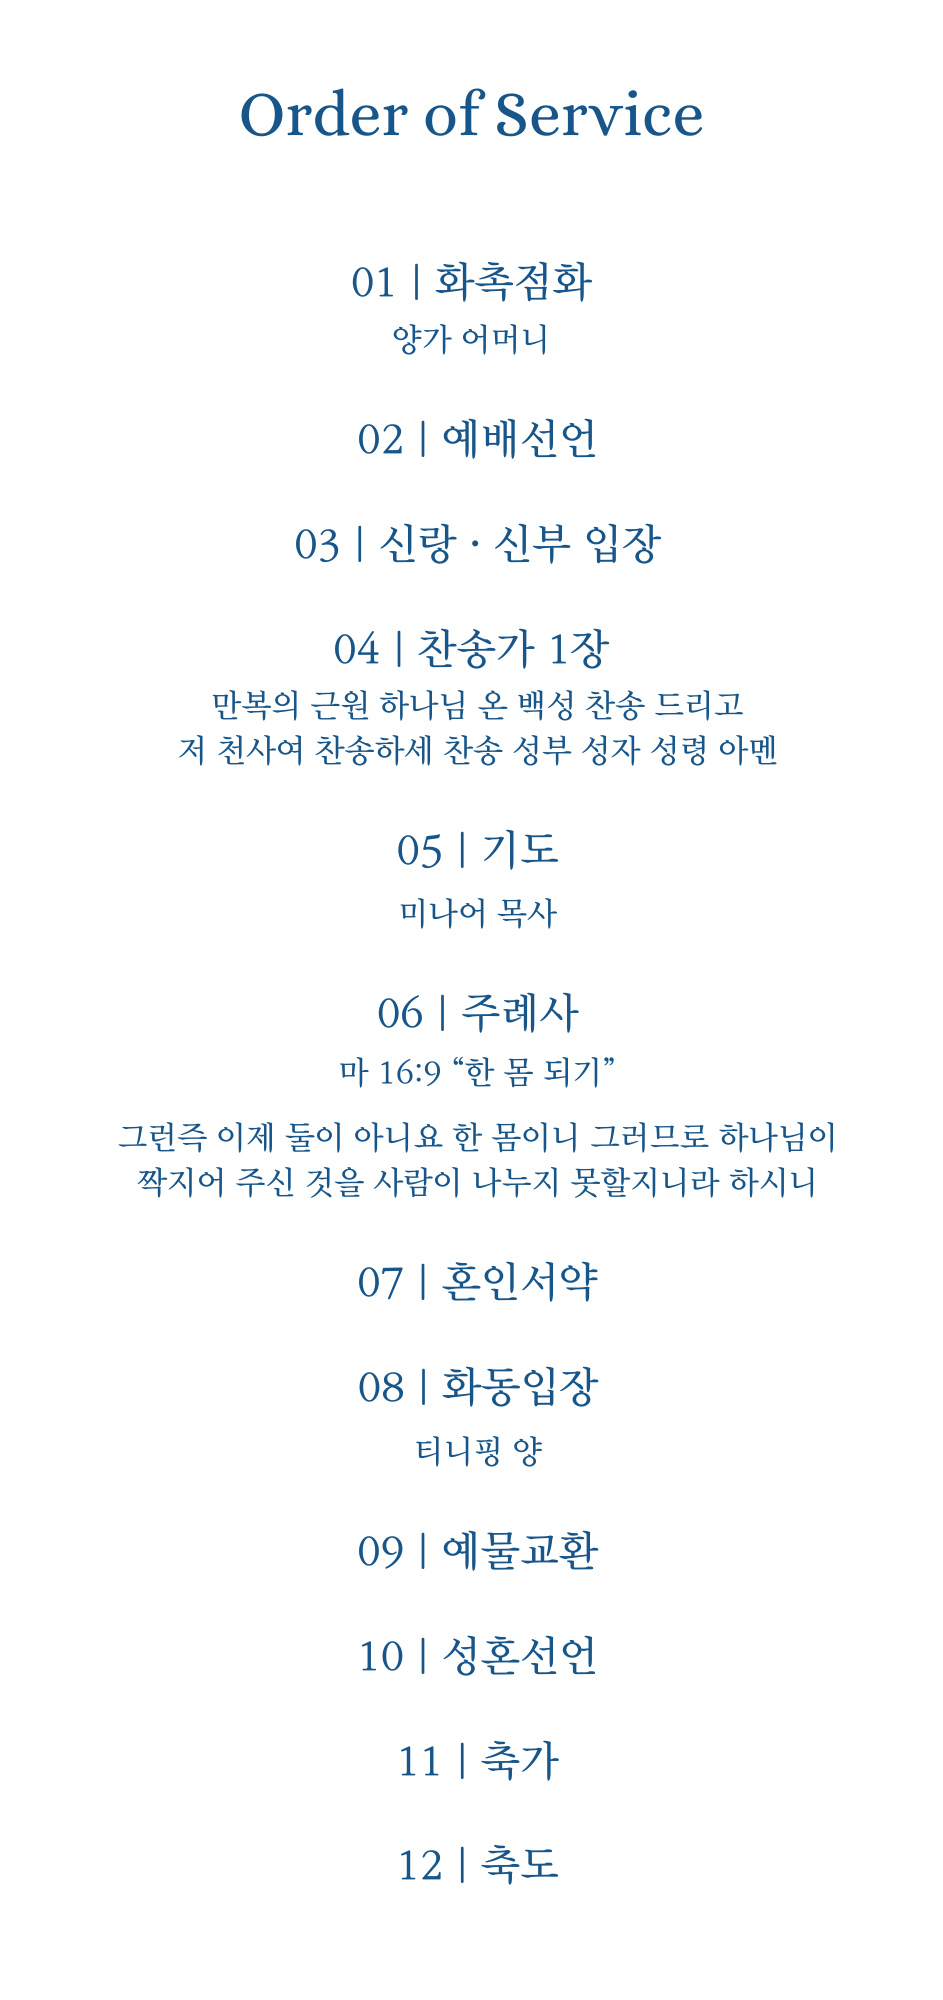 Order of Service
01 | 화촉점화
양가 어머니
02 | 예배선언
03 | 신랑 · 신부 입장
04 | 찬송가 1장
만복의 근원 하나님 온 백성 찬송 드리고
저 천사여 찬송하세 찬송 성부 성자 성령 아멘
05 | 기도
미나어 목사
06 | 주례사
마 16:9 “한 몸 되기”
그런즉 이제 둘이 아니요 한 몸이니 그러므로 하나님이
짝지어 주신 것을 사람이 나누지 못할지니라 하시니
07 | 혼인서약
08 | 화동입장
티니핑 양
09 | 예물교환
10 | 성혼선언
11 | 축가
12 | 축도